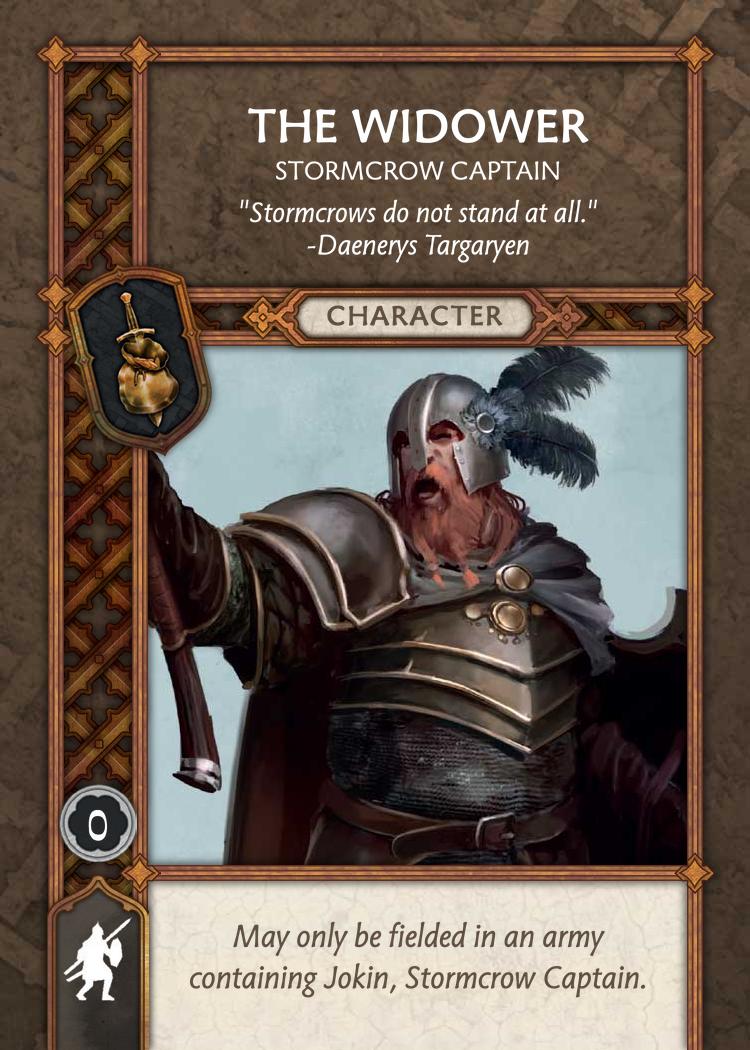 THE WIDOWER
STORMCROW CAPTAIN
"Stormcrows do not stand at all."
-Daenerys Targaryen
CHARACTER
0
May only be fielded in an army
containing Jokin, Stormcrow Captain.